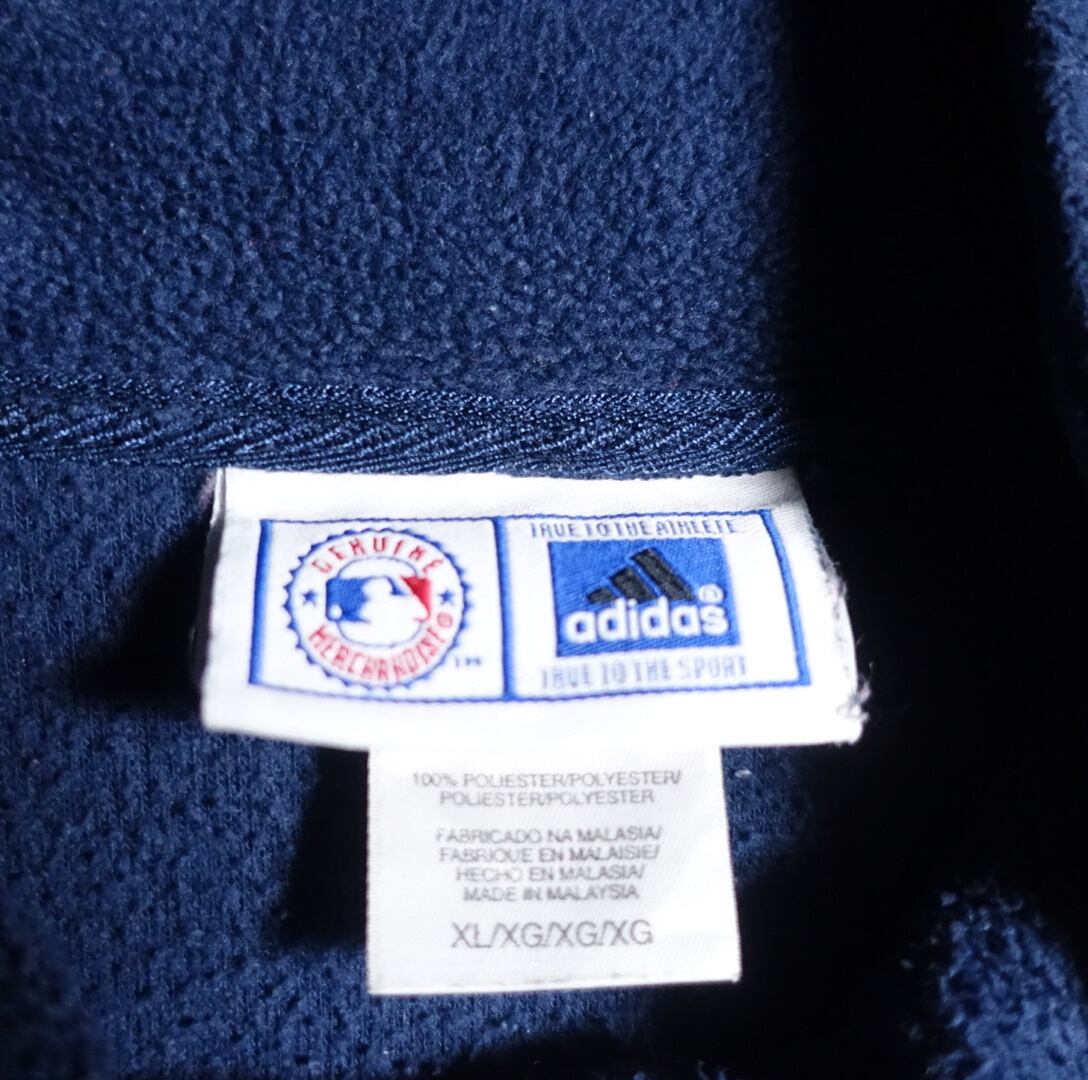 GENUINE
MERCHANDISE
TM
TRUE TO THE ATHLETE
adidas®
TRUE TO THE SPORT
100% POLIESTER/POLYESTER/
POLIESTER/POLYESTER
FABRICADO NA MALASIA/
FABRIQUE EN MALAISIE/
HECHO EN MALASIA/
MADE IN MALAYSIA
XL/XG/XG/XG